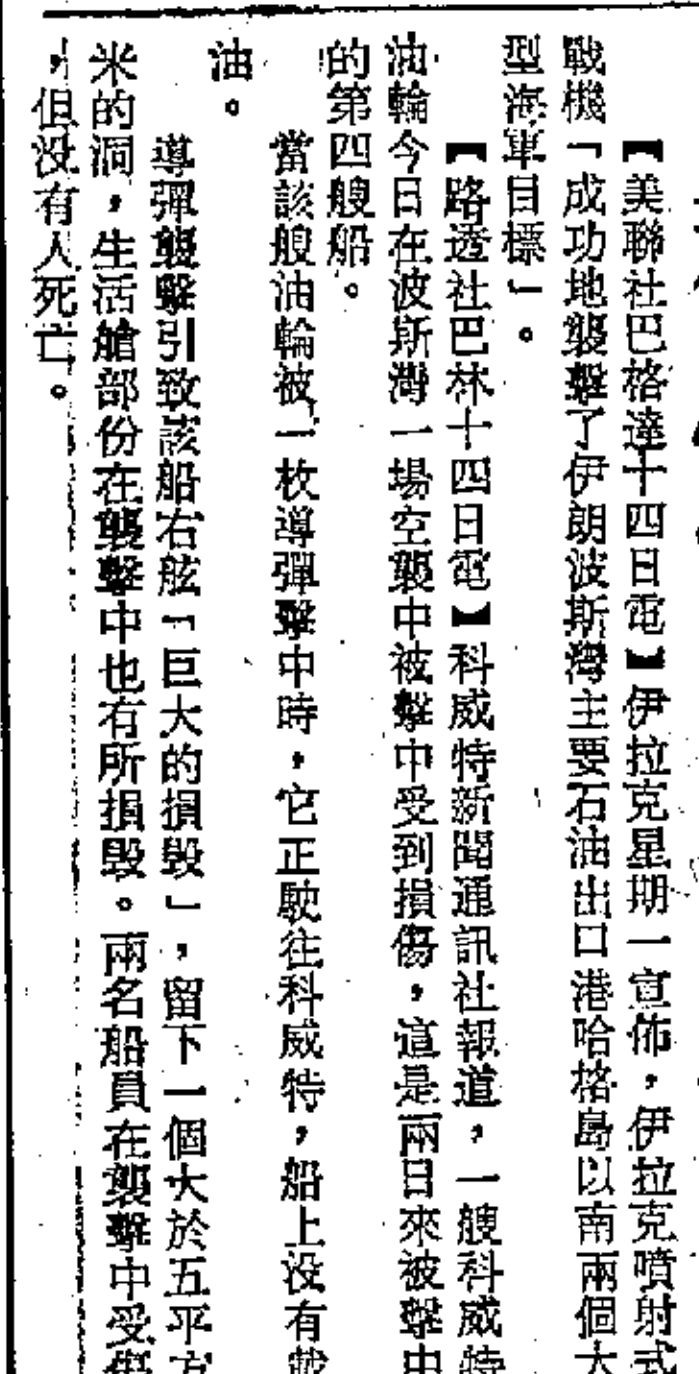 【美聯社巴格達十四日電】伊拉克星期一宣佈，伊拉克噴射式
戰機「成功地襲擊了伊朗波斯灣主要石油出口港哈格島以南兩個大
型海軍目標」。
【路透社巴林十四日電】科威特新聞通訊社報道，一艘科威特
油輪今日在波斯灣一場空襲中被擊中受到損傷，這是兩日來被擊中
的第四艘船。
當該艘油輪被一枚導彈擊中時，它正駛往科威特，船上没有載
油。
導彈襲擊引致該船右舷「巨大的損毀」，留下一個大於五平方
米的洞，生活艙部份在襲擊中也有所損毀。兩名船員在襲擊中受傷
，但没有人死亡。